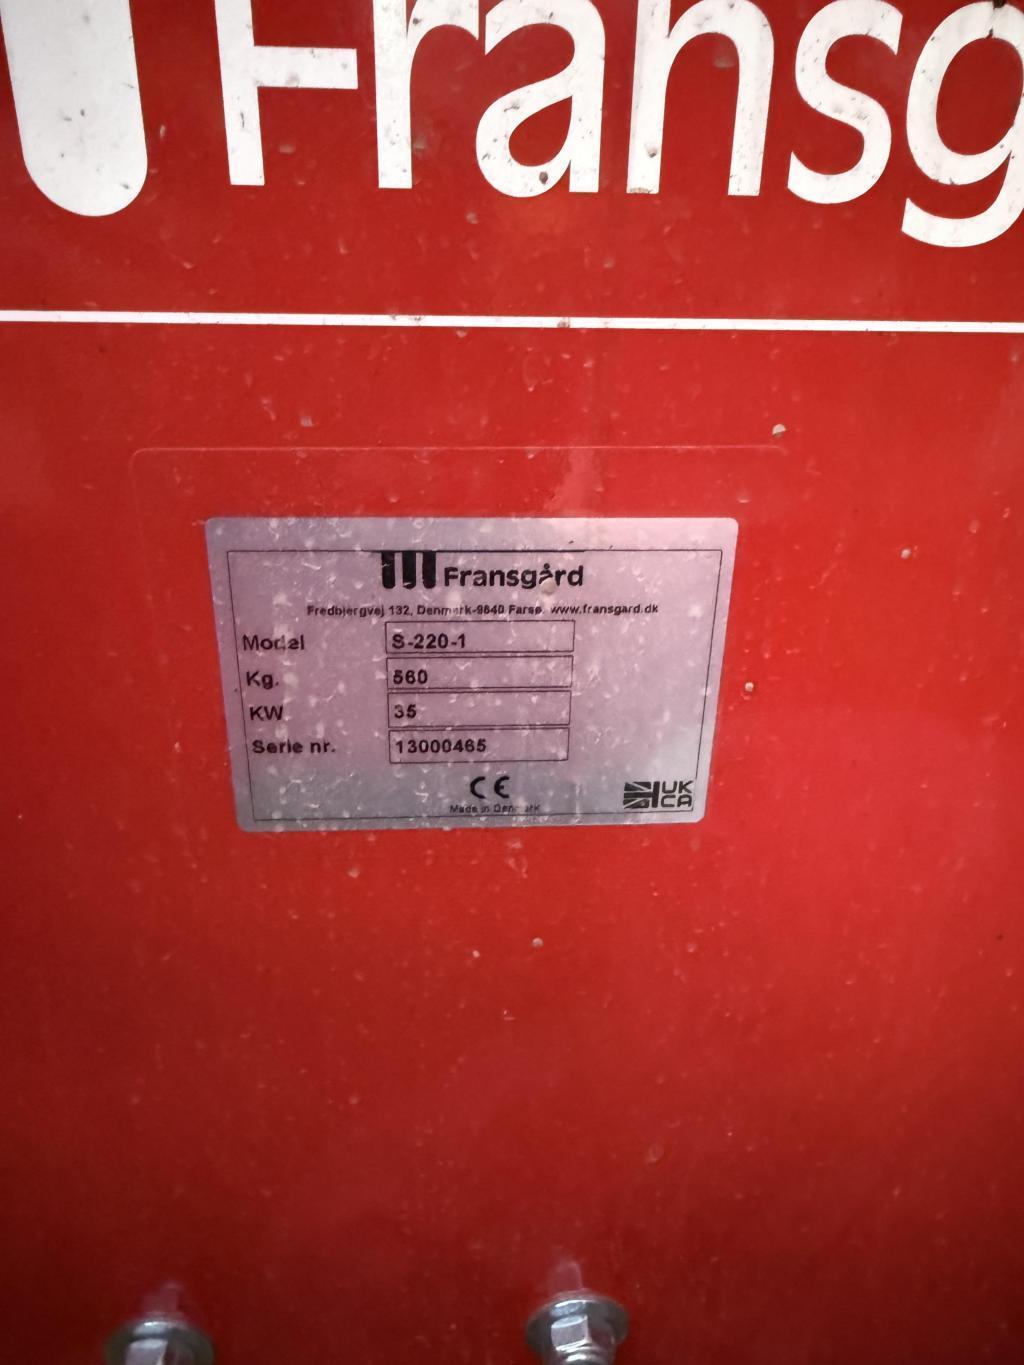 Fransg
Fransgård
Fredbjergvej 132, Denmark-9640 Farsø. www.fransgard.dk
Model S-220-1
Kg. 560
KW 35
Serie nr. 13000465
CE
Made in Denmark
UK
CA